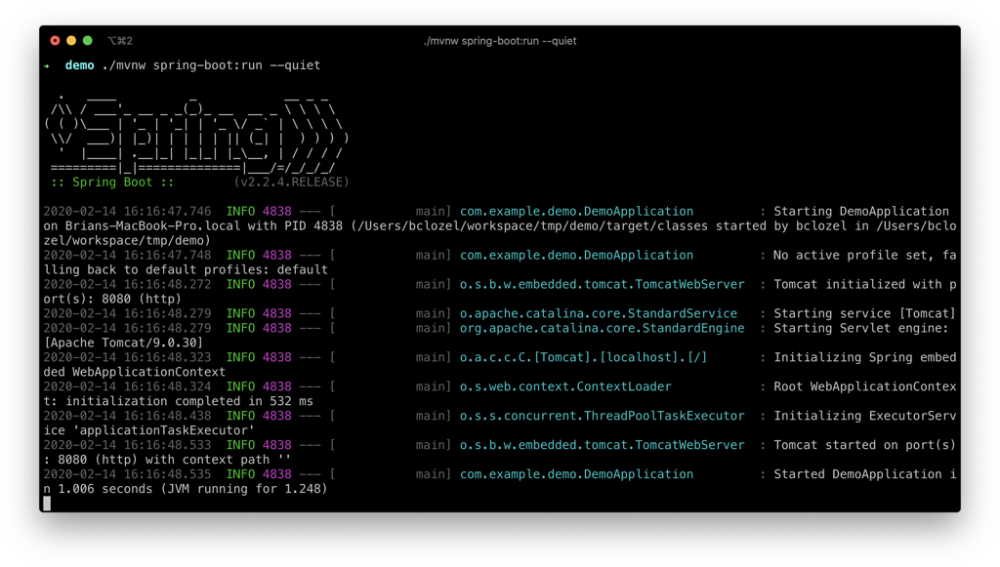 ⌥⌘2
./mvnw spring-boot:run --quiet
➜  demo ./mvnw spring-boot:run --quiet
  .   ____          _            __ _ _
 /\\ / ___'_ __ _ _(_)_ __  __ _ \ \ \ \
( ( )\___ | '_ | '_| | '_ \/ _` | \ \ \ \
 \\/  ___)| |_)| | | | | || (_| |  ) ) ) )
  '  |____| .__|_| |_|_| |_\__, | / / / /
 =========|_|==============|___/=/_/_/_/
 :: Spring Boot ::        (v2.2.4.RELEASE)
2020-02-14 16:16:47.746  INFO 4838 --- [           main] com.example.demo.DemoApplication         : Starting DemoApplication
on Brians-MacBook-Pro.local with PID 4838 (/Users/bclozel/workspace/tmp/demo/target/classes started by bclozel in /Users/bclo
zel/workspace/tmp/demo)
2020-02-14 16:16:47.748  INFO 4838 --- [           main] com.example.demo.DemoApplication         : No active profile set, fa
lling back to default profiles: default
2020-02-14 16:16:48.272  INFO 4838 --- [           main] o.s.b.w.embedded.tomcat.TomcatWebServer  : Tomcat initialized with p
ort(s): 8080 (http)
2020-02-14 16:16:48.279  INFO 4838 --- [           main] o.apache.catalina.core.StandardService   : Starting service [Tomcat]
2020-02-14 16:16:48.279  INFO 4838 --- [           main] org.apache.catalina.core.StandardEngine  : Starting Servlet engine:
[Apache Tomcat/9.0.30]
2020-02-14 16:16:48.323  INFO 4838 --- [           main] o.a.c.c.C.[Tomcat].[localhost].[/]       : Initializing Spring embed
ded WebApplicationContext
2020-02-14 16:16:48.324  INFO 4838 --- [           main] o.s.web.context.ContextLoader            : Root WebApplicationContex
t: initialization completed in 532 ms
2020-02-14 16:16:48.438  INFO 4838 --- [           main] o.s.s.concurrent.ThreadPoolTaskExecutor  : Initializing ExecutorServ
ice 'applicationTaskExecutor'
2020-02-14 16:16:48.533  INFO 4838 --- [           main] o.s.b.w.embedded.tomcat.TomcatWebServer  : Tomcat started on port(s)
: 8080 (http) with context path ''
2020-02-14 16:16:48.535  INFO 4838 --- [           main] com.example.demo.DemoApplication         : Started DemoApplication i
n 1.006 seconds (JVM running for 1.248)